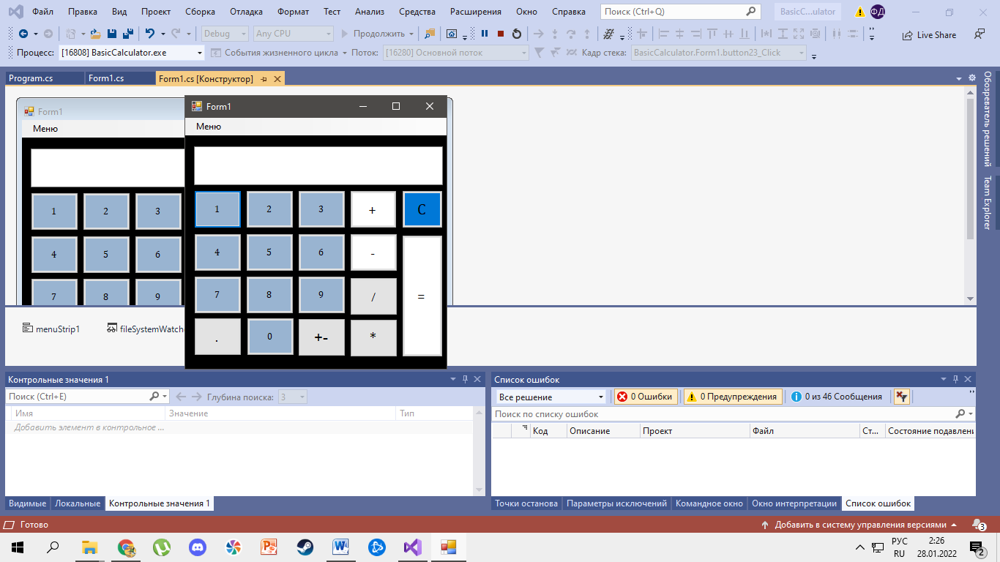 Файл Правка Вид Проект Сборка Отладка Формат Тест Анализ Средства Расширения Окно Справка Поиск (Ctrl+Q) BasicC...ulator ФД
Debug Any CPU Продолжить Live Share
Процесс: [16808] BasicCalculator.exe События жизненного цикла Поток: [16280] Основной поток Кадр стека: BasicCalculator.Form1.button23_Click
Program.cs Form1.cs Form1.cs [Конструктор]
Обозреватель решений
Team Explorer
Form1
Меню
1 2 3
4 5 6
7 8 9
Form1
Меню
1 2 3 + C
4 5 6 -
7 8 9 / =
. 0 +- *
menuStrip1 fileSystemWatch
Контрольные значения 1
Поиск (Ctrl+E) Глубина поиска: 3
Имя Значение Тип
Добавить элемент в контрольное ...
Видимые Локальные Контрольные значения 1
Список ошибок
Все решение 0 Ошибки 0 Предупреждения 0 из 46 Сообщения
Поиск по списку ошибок
Код Описание Проект Файл Ст... Состояние подавлени
Точки останова Параметры исключений Командное окно Окно интерпретации Список ошибок
Готово Добавить в систему управления версиями 3
РУС 2:26
RU 28.01.2022 2